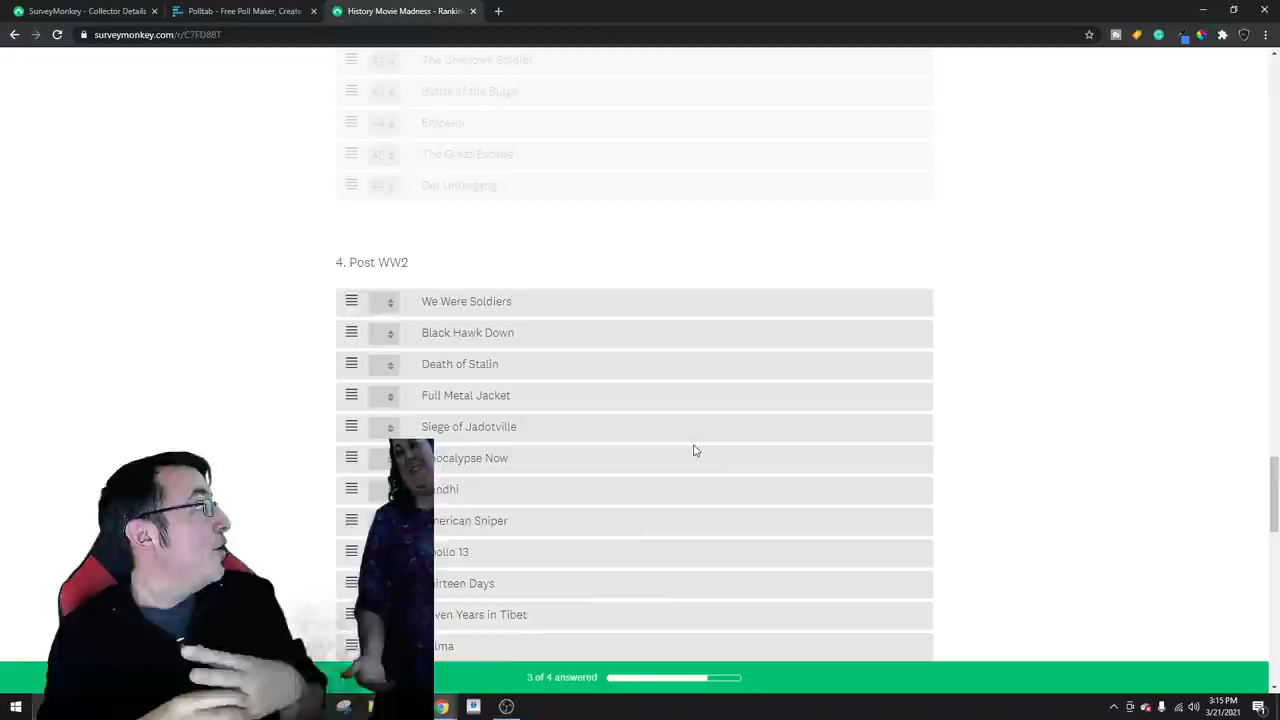 SurveyMonkey - Collector Details
Polltab - Free Poll Maker, Create
History Movie Madness - Rankin
surveymonkey.com/r/C7FD88T
The Unknown Soldier
Battle of the Bulge
Emperor
The Great Escape
Der Untergang
4. Post WW2
We Were Soldiers
Black Hawk Down
Death of Stalin
Full Metal Jacket
Siege of Jadotville
ocalypse Now
dhi
merican Sniper
ollo 13
irteen Days
ven Years in Tibet
lma
3 of 4 answered
3:15 PM
3/21/2021